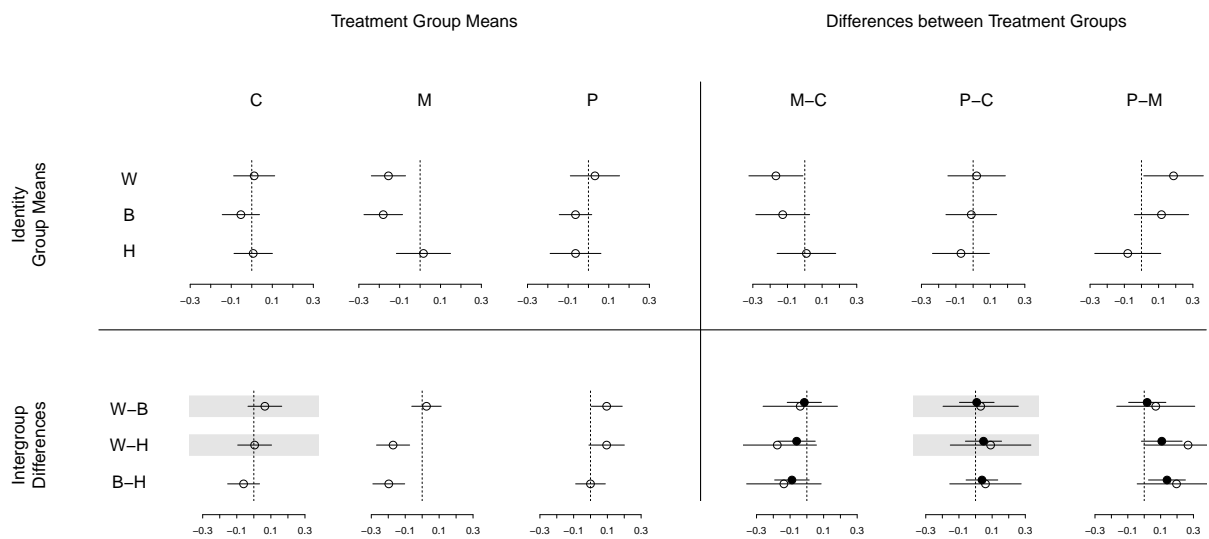 Treatment Group Means
Differences between Treatment Groups
C M P M−C P−C P−M
Identity
Group Means
W
B
H
−0.3 −0.1 0.1 0.3 −0.3 −0.1 0.1 0.3 −0.3 −0.1 0.1 0.3 −0.3 −0.1 0.1 0.3 −0.3 −0.1 0.1 0.3 −0.3 −0.1 0.1 0.3
Intergroup
Differences
W−B
W−H
B−H
−0.3 −0.1 0.1 0.3 −0.3 −0.1 0.1 0.3 −0.3 −0.1 0.1 0.3 −0.3 −0.1 0.1 0.3 −0.3 −0.1 0.1 0.3 −0.3 −0.1 0.1 0.3